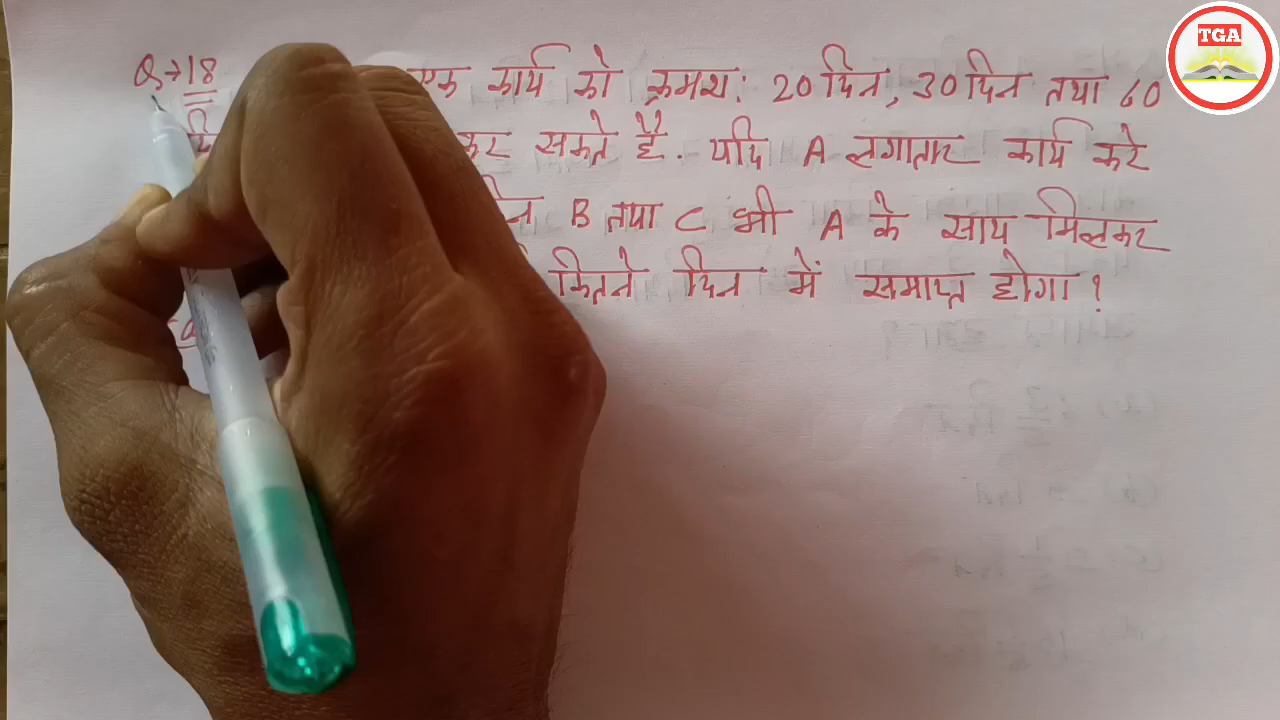 Q→18 एक कार्य को क्रमशः 20 दिन, 30 दिन तथा 60
कर सकते है. यदि A लगातार कार्य करे
B तथा C भी A के साथ मिलकर
कितने दिन में समाप्त होगा ?
TGA